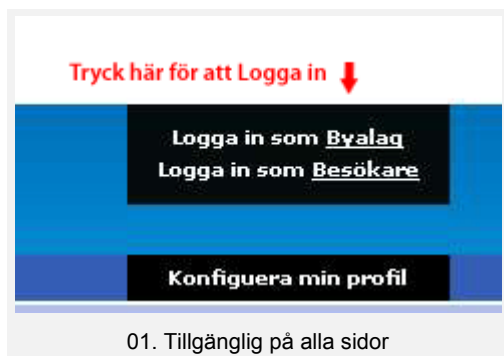 Tryck här för att Logga in
Logga in som Byalag
Logga in som Besökare
Konfiguera min profil
01. Tillgänglig på alla sidor